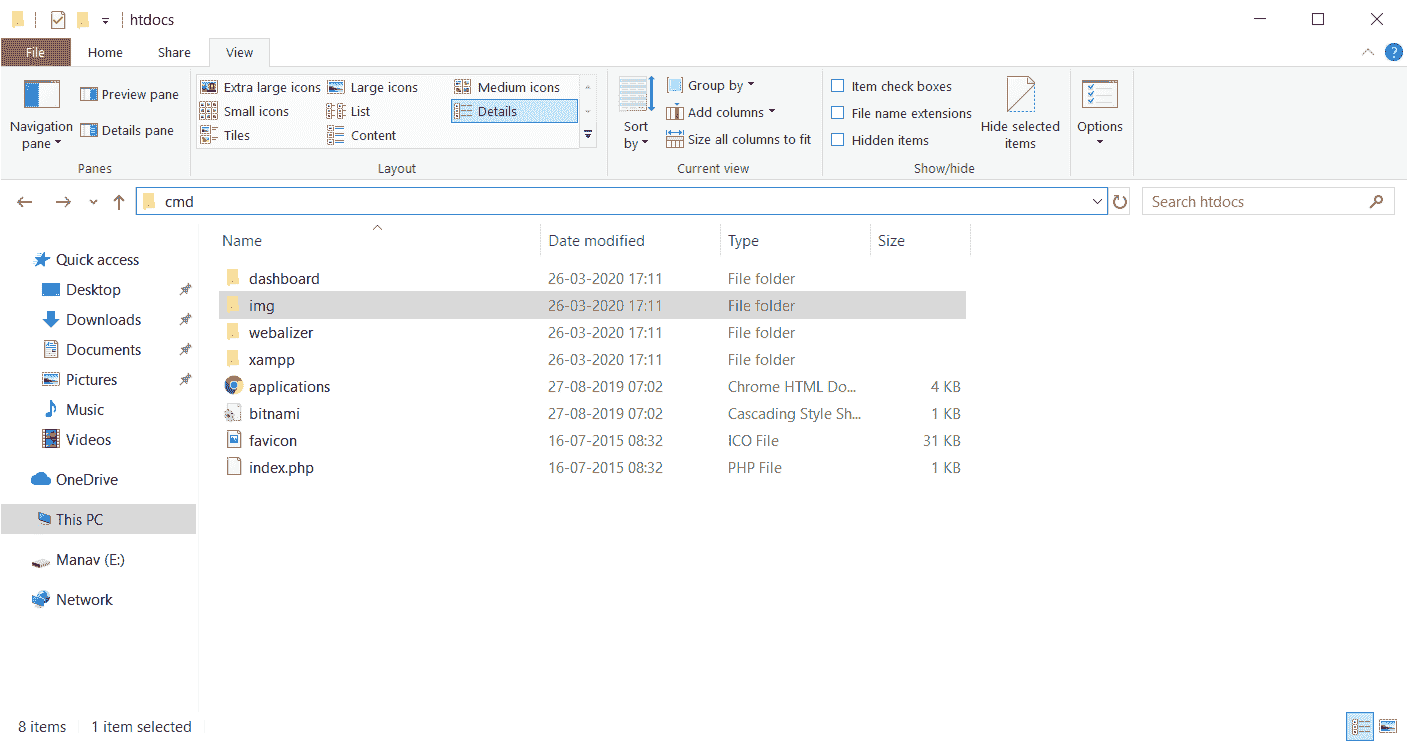 htdocs
File Home Share View
Navigation pane
Preview pane
Details pane
Panes
Extra large icons Large icons Medium icons
Small icons List Details
Tiles Content
Layout
Sort by
Group by
Add columns
Size all columns to fit
Current view
Item check boxes
File name extensions
Hidden items
Hide selected items
Show/hide
Options
cmd
Search htdocs
Quick access
Desktop
Downloads
Documents
Pictures
Music
Videos
OneDrive
This PC
Manav (E:)
Network
Name Date modified Type Size
dashboard 26-03-2020 17:11 File folder
img 26-03-2020 17:11 File folder
webalizer 26-03-2020 17:11 File folder
xampp 26-03-2020 17:11 File folder
applications 27-08-2019 07:02 Chrome HTML Do... 4 KB
bitnami 27-08-2019 07:02 Cascading Style Sh... 1 KB
favicon 16-07-2015 08:32 ICO File 31 KB
index.php 16-07-2015 08:32 PHP File 1 KB
8 items 1 item selected